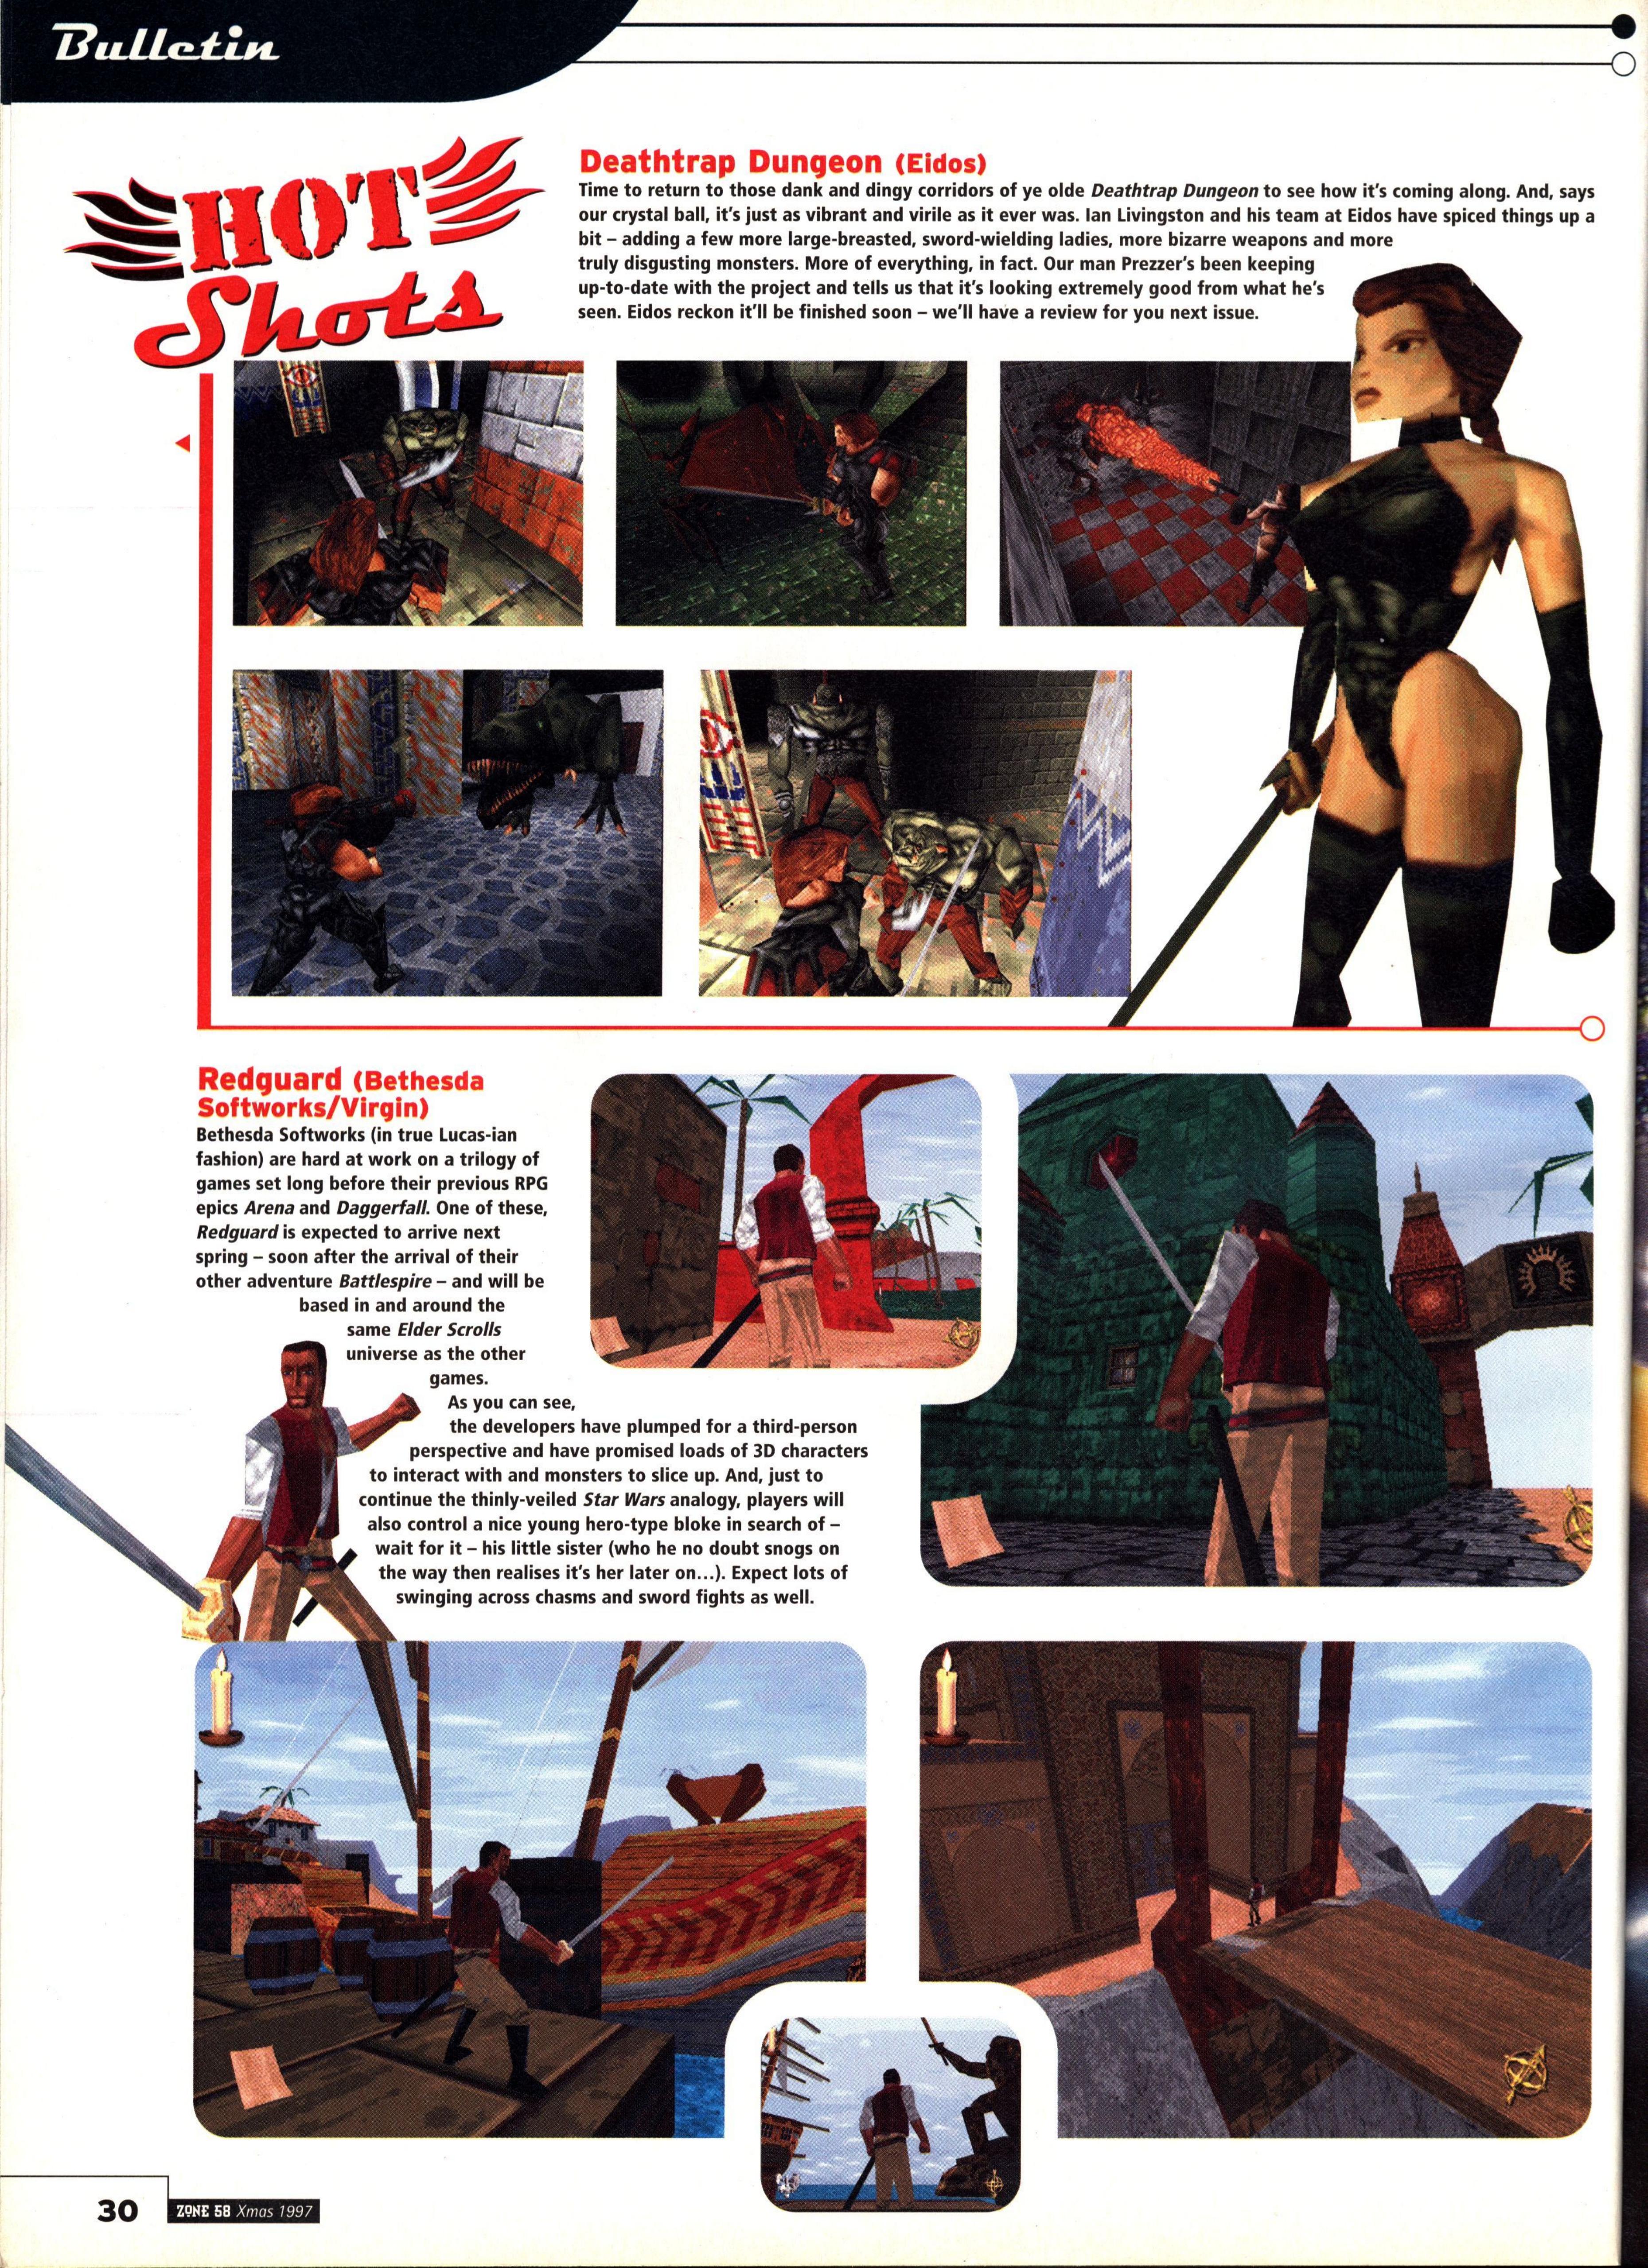 Bulletin
HOT
Shots
Deathtrap Dungeon (Eidos)
Time to return to those dank and dingy corridors of ye olde Deathtrap Dungeon to see how it's coming along. And, says
our crystal ball, it's just as vibrant and virile as it ever was. Ian Livingston and his team at Eidos have spiced things up a
bit – adding a few more large-breasted, sword-wielding ladies, more bizarre weapons and more
truly disgusting monsters. More of everything, in fact. Our man Prezzer's been keeping
up-to-date with the project and tells us that it's looking extremely good from what he's
seen. Eidos reckon it'll be finished soon – we'll have a review for you next issue.
Redguard (Bethesda
Softworks/Virgin)
Bethesda Softworks (in true Lucas-ian
fashion) are hard at work on a trilogy of
games set long before their previous RPG
epics Arena and Daggerfall. One of these,
Redguard is expected to arrive next
spring – soon after the arrival of their
other adventure Battlespire – and will be
based in and around the
same Elder Scrolls
universe as the other
games.
As you can see,
the developers have plumped for a third-person
perspective and have promised loads of 3D characters
to interact with and monsters to slice up. And, just to
continue the thinly-veiled Star Wars analogy, players will
also control a nice young hero-type bloke in search of –
wait for it – his little sister (who he no doubt snogs on
the way then realises it's her later on...). Expect lots of
swinging across chasms and sword fights as well.
30 ZONE 58 Xmas 1997